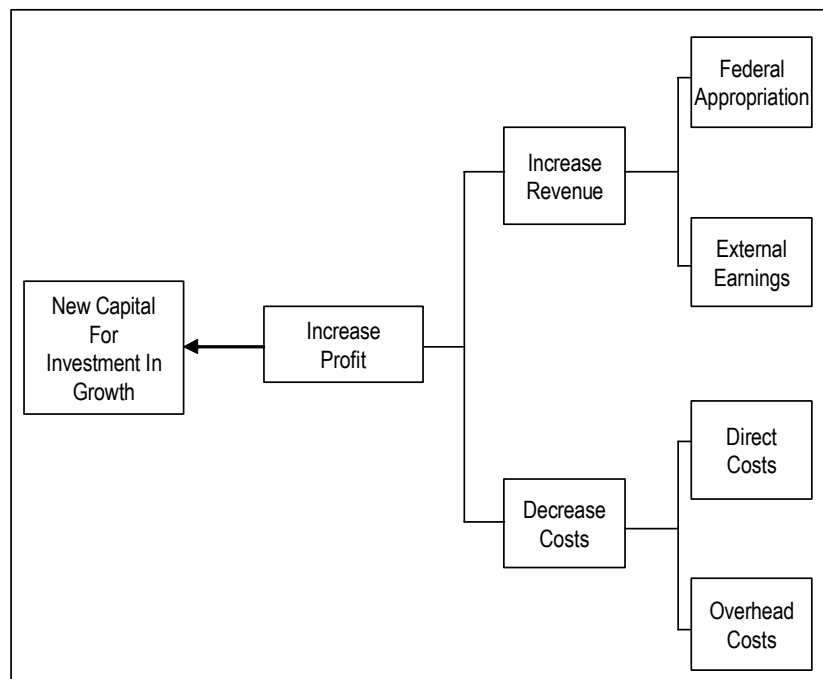 Federal
Appropriation
Increase
Revenue
External
Earnings
New Capital
For
Investment In
Growth
Increase
Profit
Direct
Costs
Decrease
Costs
Overhead
Costs